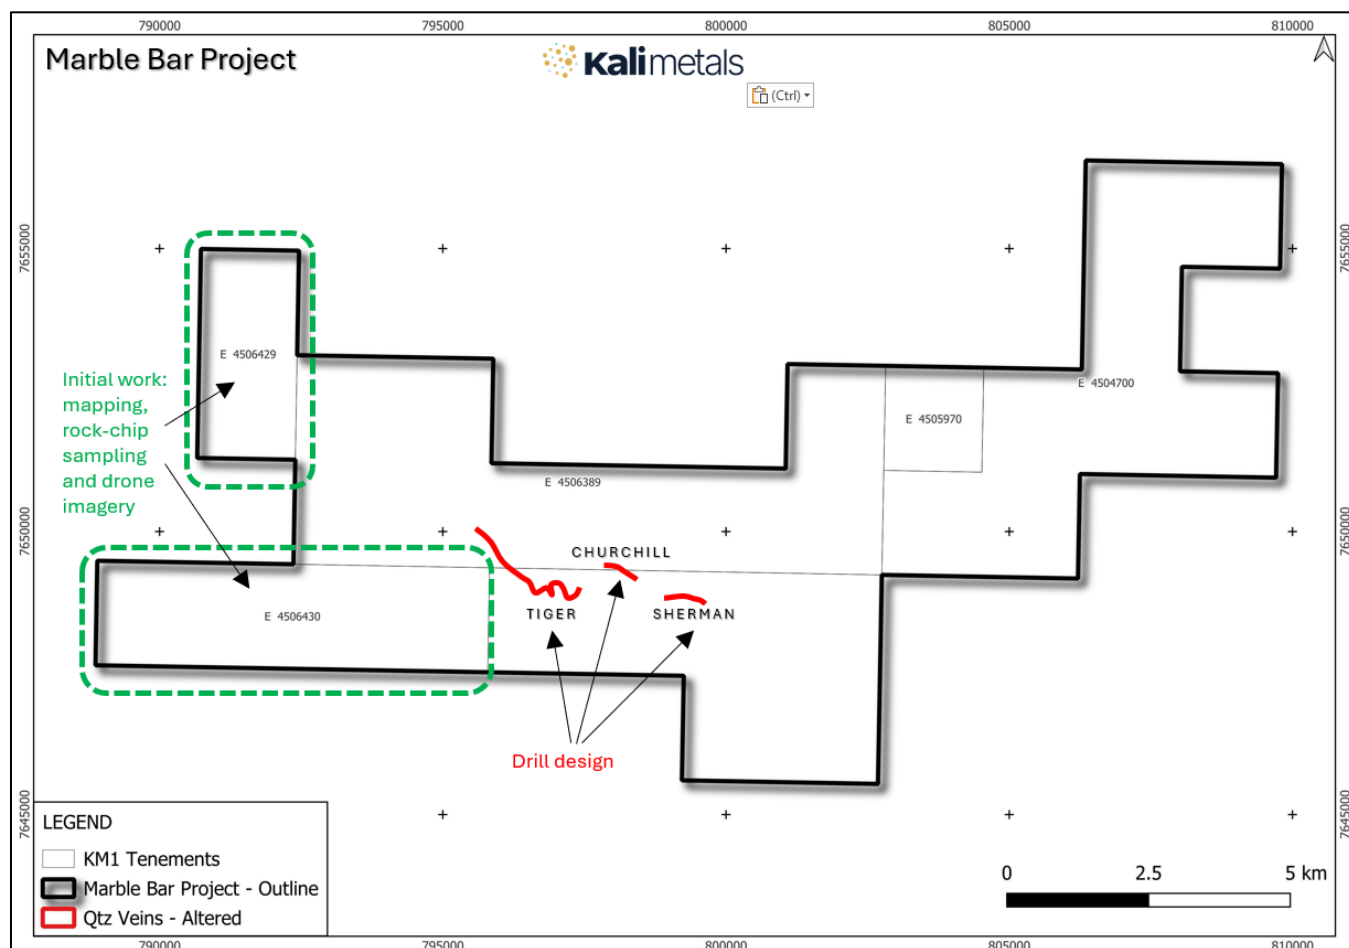 790000
795000
800000
805000
810000
Marble Bar Project
Kalimetals
(Ctrl)
7655000
7655000
E 4506429
Initial work:
mapping,
rock-chip
sampling
and drone
imagery
E 4504700
E 4505970
E 4506389
7650000
7650000
CHURCHILL
TIGER
SHERMAN
E 4506430
Drill design
7645000
7645000
LEGEND
KM1 Tenements
Marble Bar Project - Outline
Qtz Veins - Altered
0
2.5
5 km
790000
795000
800000
805000
810000